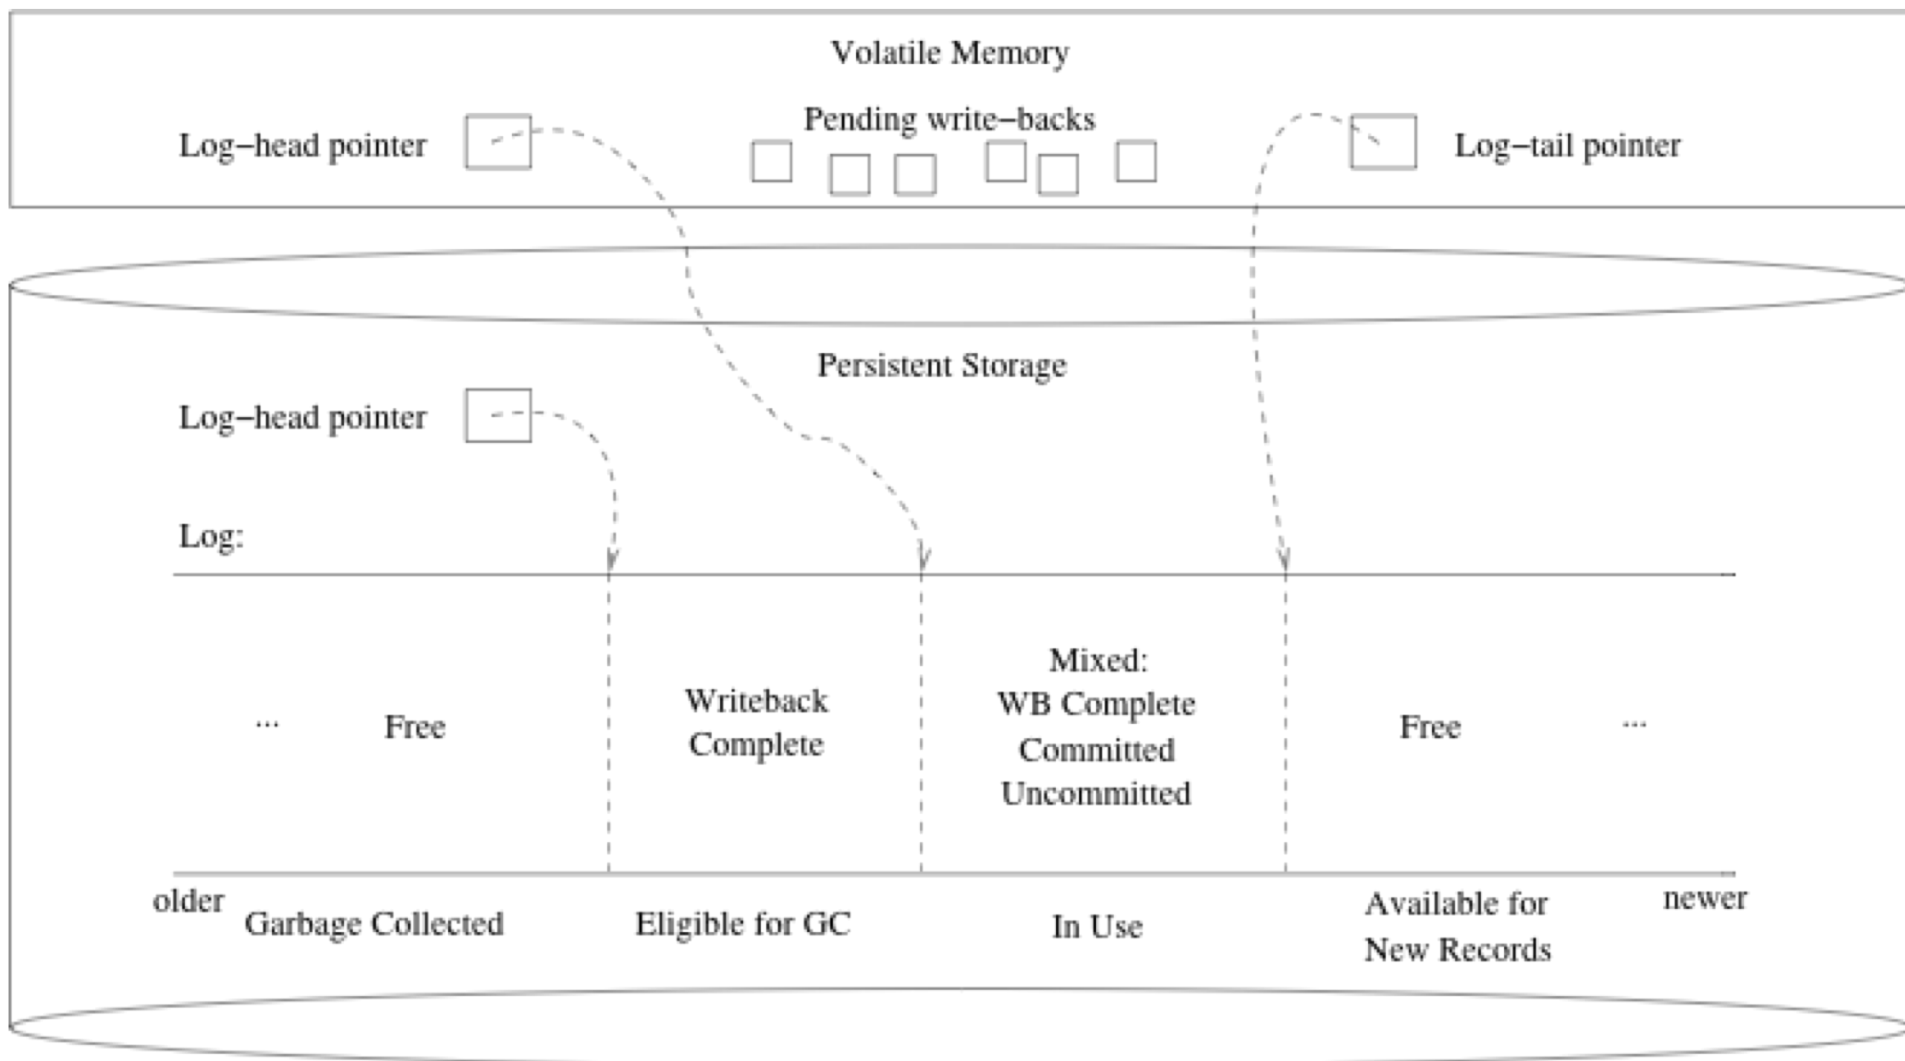 Volatile Memory
Pending write−backs
Log−head pointer
Log−tail pointer
Persistent Storage
Log−head pointer
Log:
... Free
Writeback
Complete
Mixed:
WB Complete
Committed
Uncommitted
Free ...
older
newer
Garbage Collected
Eligible for GC
In Use
Available for
New Records